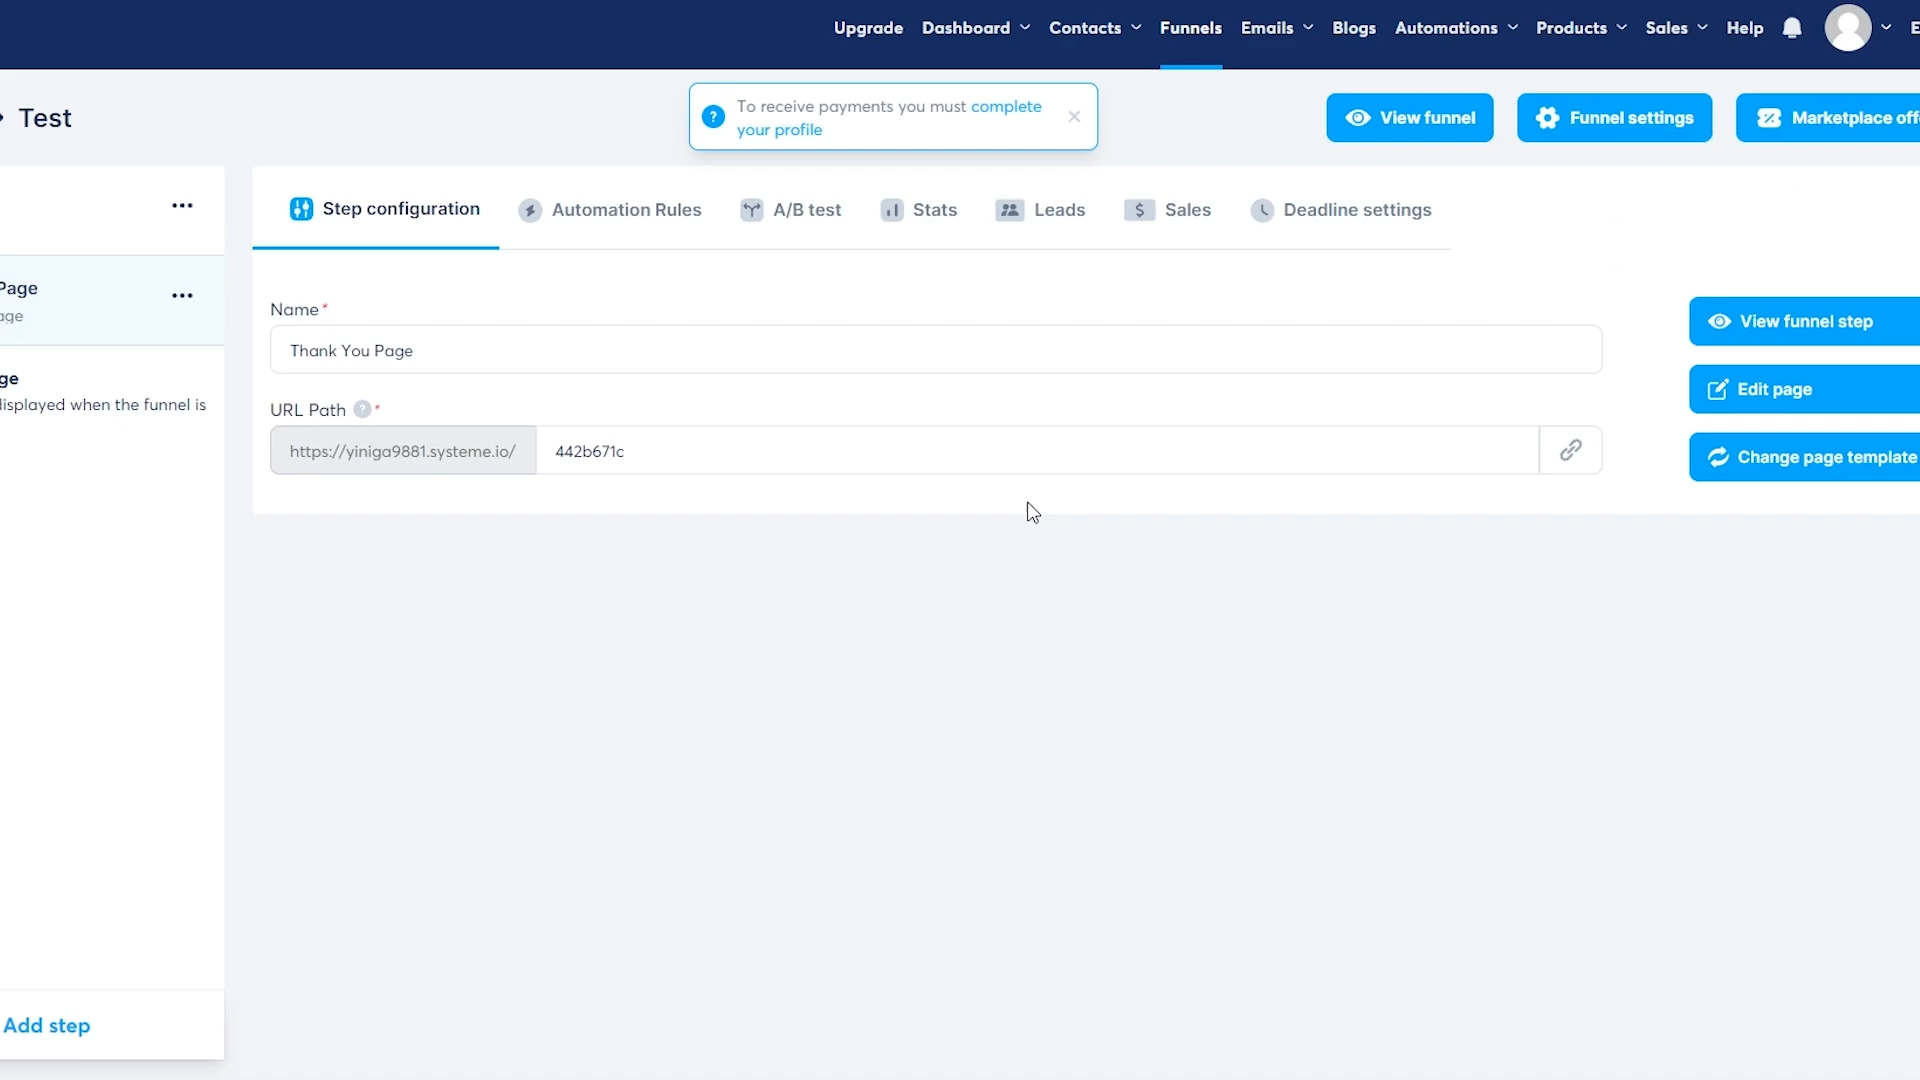 Upgrade Dashboard Contacts Funnels Emails Blogs Automations Products Sales Help E
Test
To receive payments you must complete
your profile
View funnel
Funnel settings
Marketplace off
Step configuration
Automation Rules
A/B test
Stats
Leads
Sales
Deadline settings
Page
age
ge
displayed when the funnel is
Name*
Thank You Page
URL Path ? *
https://yiniga9881.systeme.io/
442b671c
View funnel step
Edit page
Change page template
Add step